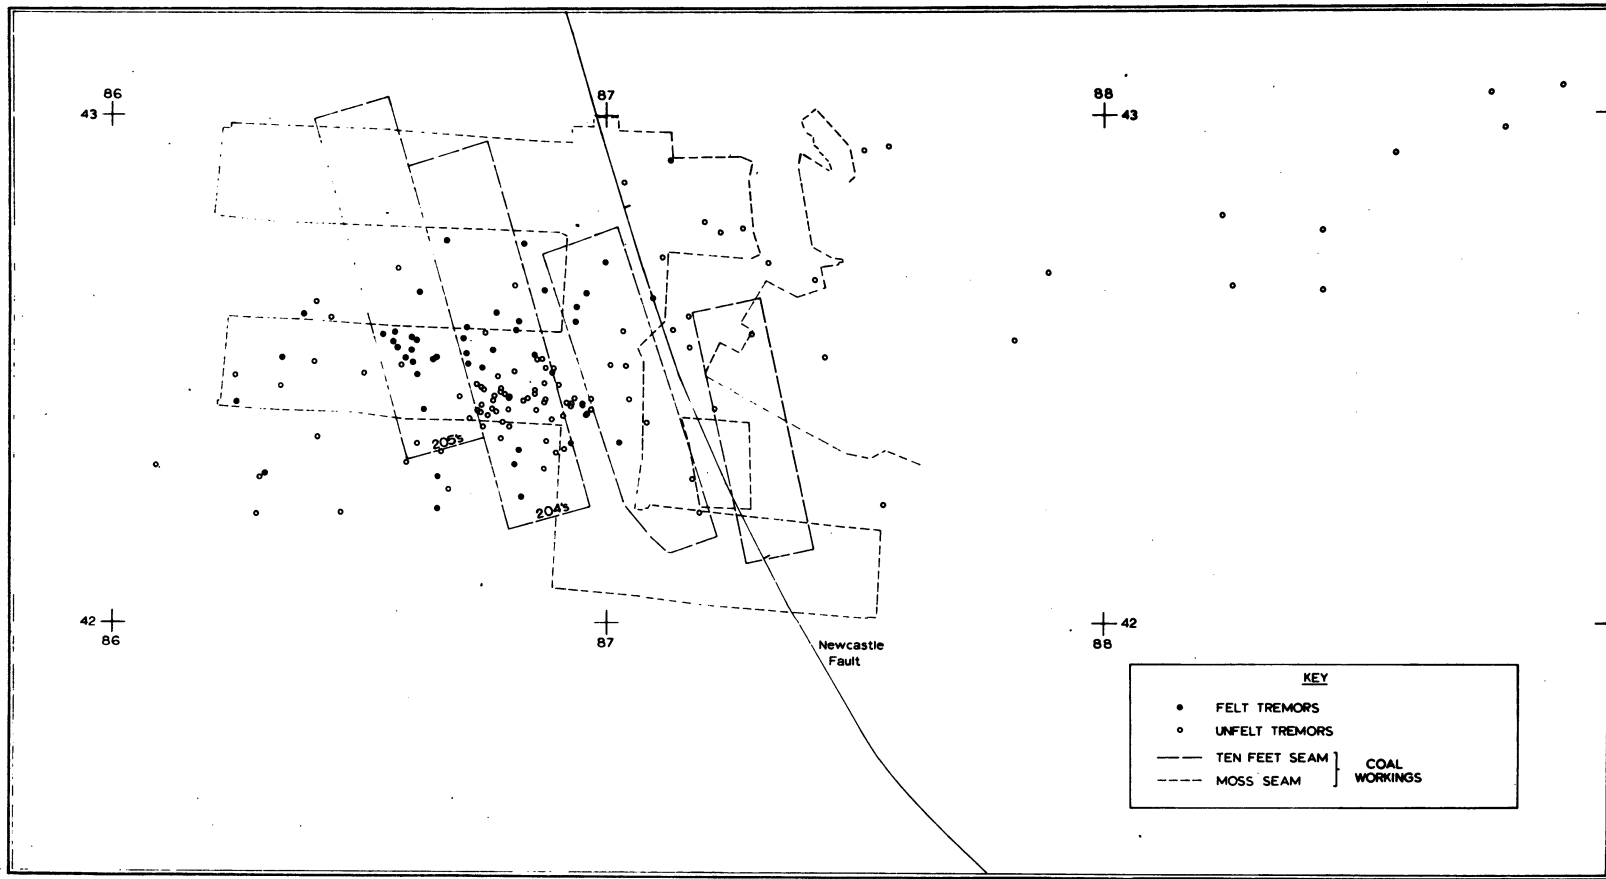 86
87
88
43
43
205's
204's
42
42
86
87
88
Newcastle
Fault
KEY
FELT TREMORS
UNFELT TREMORS
TEN FEET SEAM
MOSS SEAM
COAL
WORKINGS